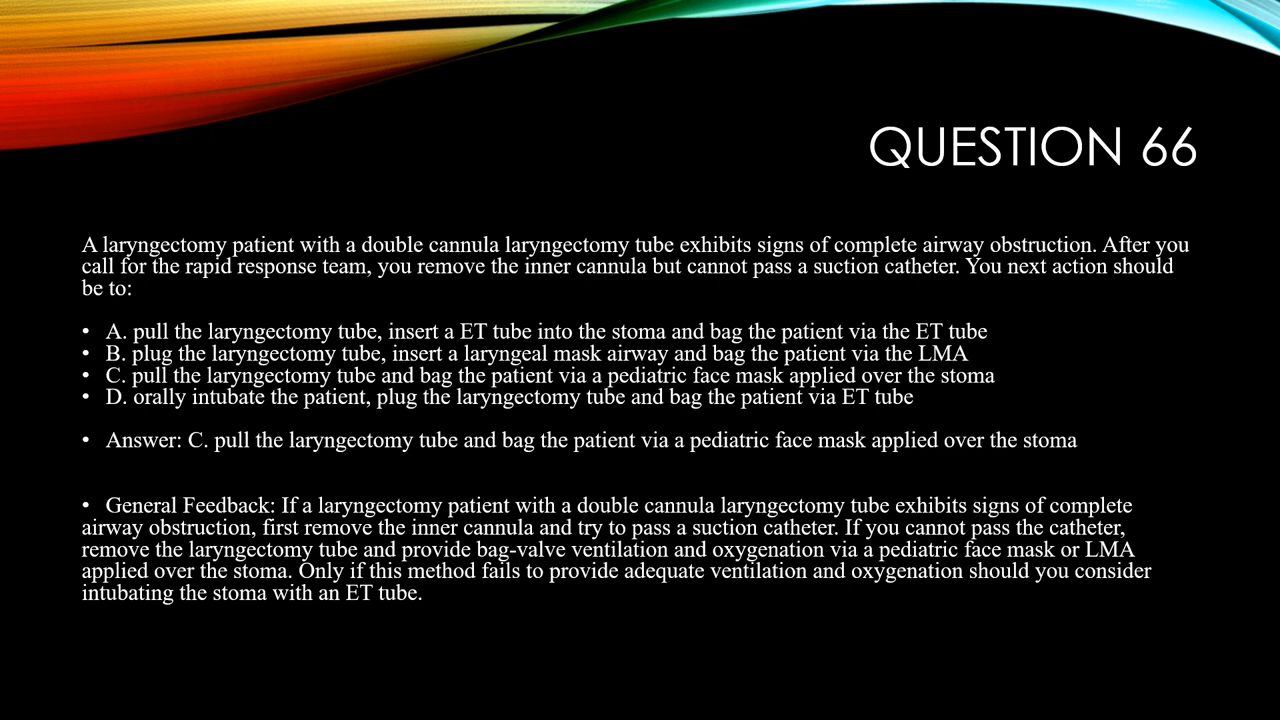 QUESTION 66
A laryngectomy patient with a double cannula laryngectomy tube exhibits signs of complete airway obstruction. After you
call for the rapid response team, you remove the inner cannula but cannot pass a suction catheter. You next action should
be to:
• A. pull the laryngectomy tube, insert a ET tube into the stoma and bag the patient via the ET tube
• B. plug the laryngectomy tube, insert a laryngeal mask airway and bag the patient via the LMA
• C. pull the laryngectomy tube and bag the patient via a pediatric face mask applied over the stoma
• D. orally intubate the patient, plug the laryngectomy tube and bag the patient via ET tube
• Answer: C. pull the laryngectomy tube and bag the patient via a pediatric face mask applied over the stoma
• General Feedback: If a laryngectomy patient with a double cannula laryngectomy tube exhibits signs of complete
airway obstruction, first remove the inner cannula and try to pass a suction catheter. If you cannot pass the catheter,
remove the laryngectomy tube and provide bag-valve ventilation and oxygenation via a pediatric face mask or LMA
applied over the stoma. Only if this method fails to provide adequate ventilation and oxygenation should you consider
intubating the stoma with an ET tube.